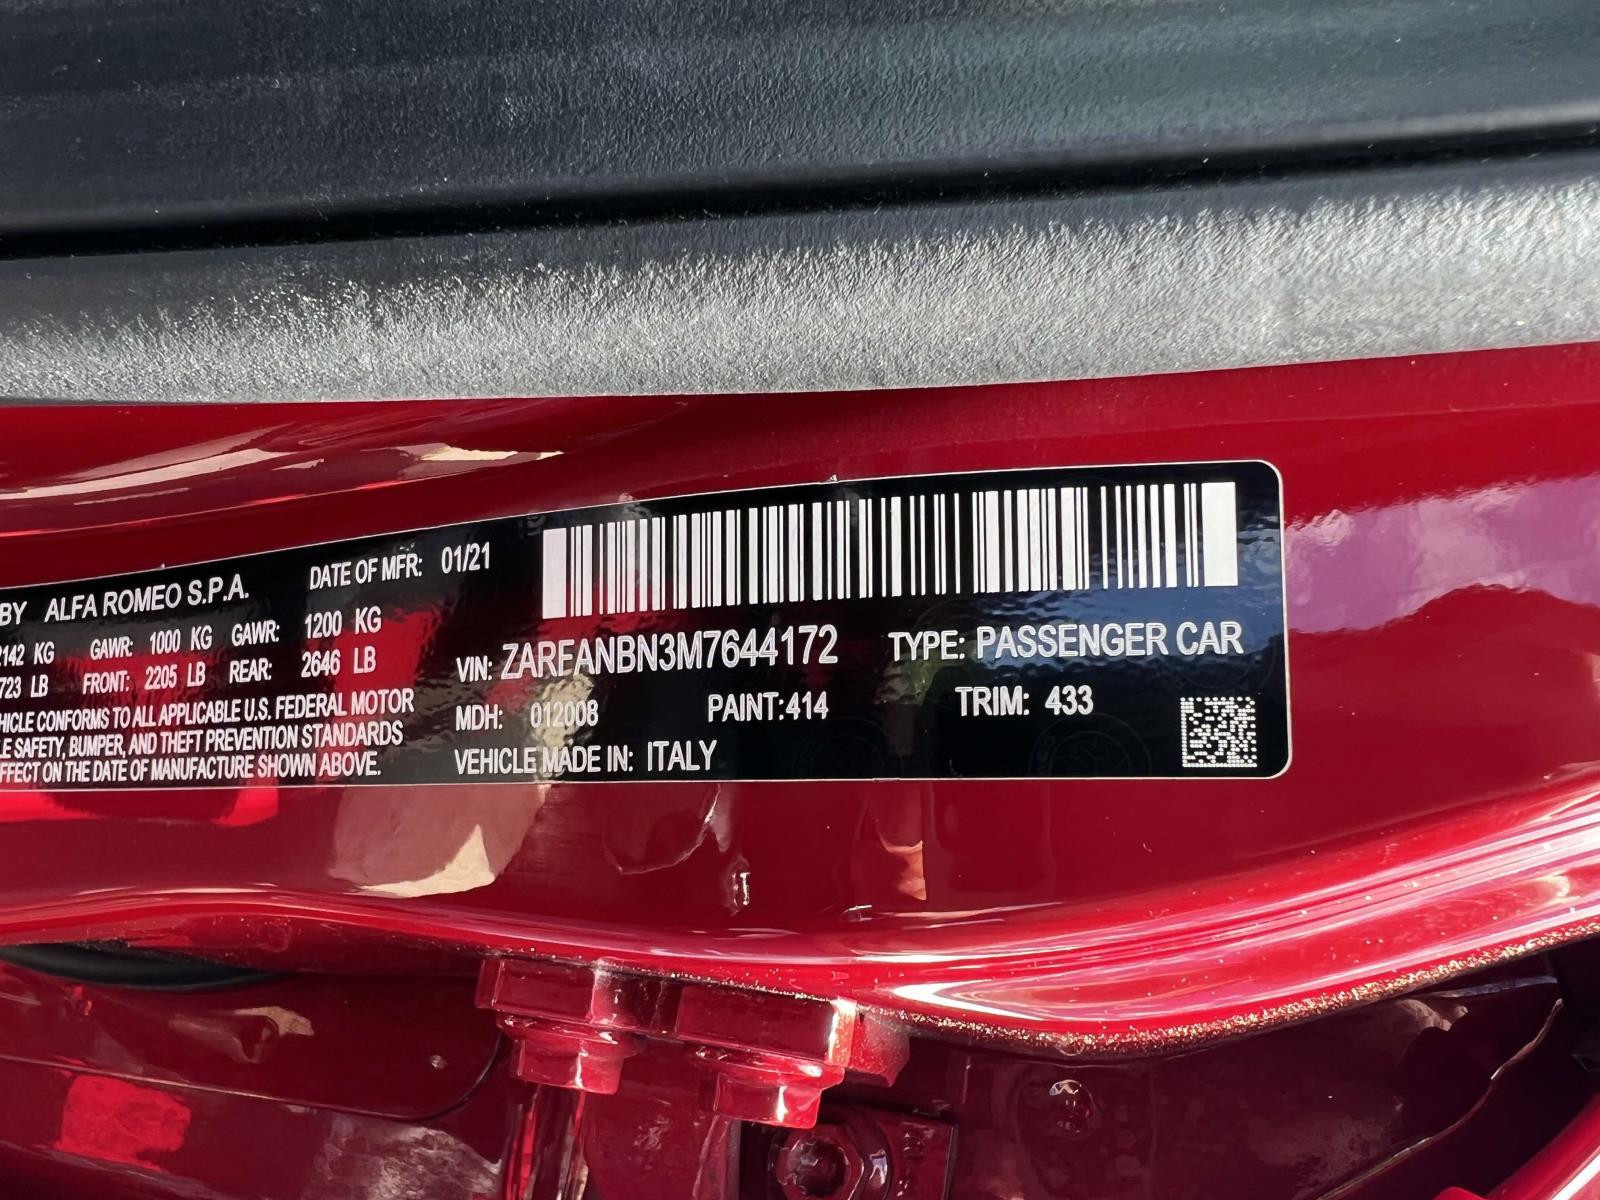 BY ALFA ROMEO S.P.A. DATE OF MFR: 01/21
142 KG GAWR: 1000 KG GAWR: 1200 KG
723 LB FRONT: 2205 LB REAR: 2646 LB
HICLE CONFORMS TO ALL APPLICABLE U.S. FEDERAL MOTOR
LE SAFETY, BUMPER, AND THEFT PREVENTION STANDARDS
FFECT ON THE DATE OF MANUFACTURE SHOWN ABOVE.
VIN: ZARFANBN3M7644172 TYPE: PASSENGER CAR
MDH: 012008 PAINT:414 TRIM: 433
VEHICLE MADE IN: ITALY